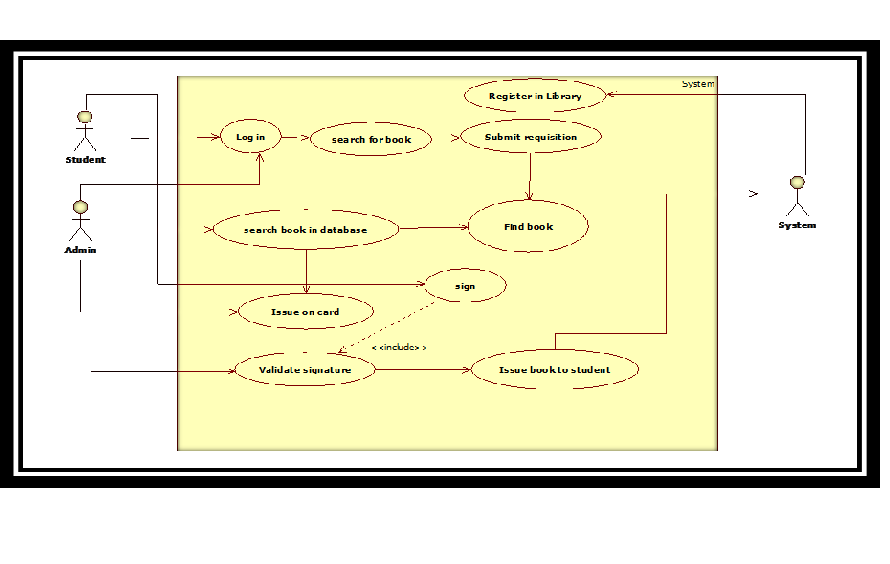 System
Register in Library
Student
Log in
search for book
Submit requisition
Admin
search book in database
Find book
System
sign
Issue on card
<<include>>
Validate signature
Issue book to student